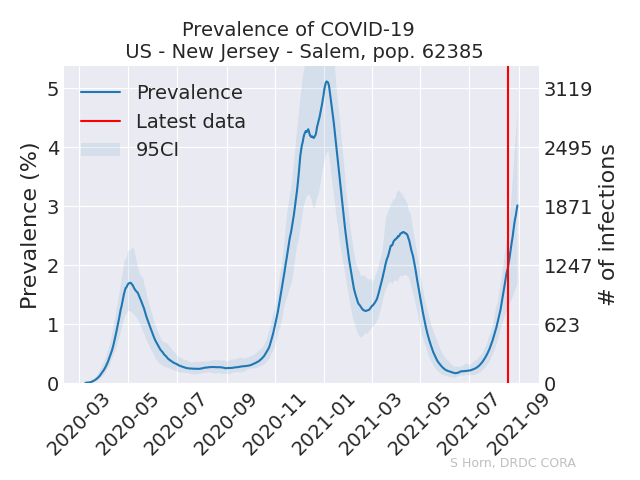 Prevalence of COVID-19
US - New Jersey - Salem, pop. 62385
Prevalence
Latest data
95CI
Prevalence (%)
5
4
3
2
1
0
3119
2495
1871
1247
623
0
# of infections
2020-03
2020-05
2020-07
2020-09
2020-11
2021-01
2021-03
2021-05
2021-07
2021-09
S Horn, DRDC CORA